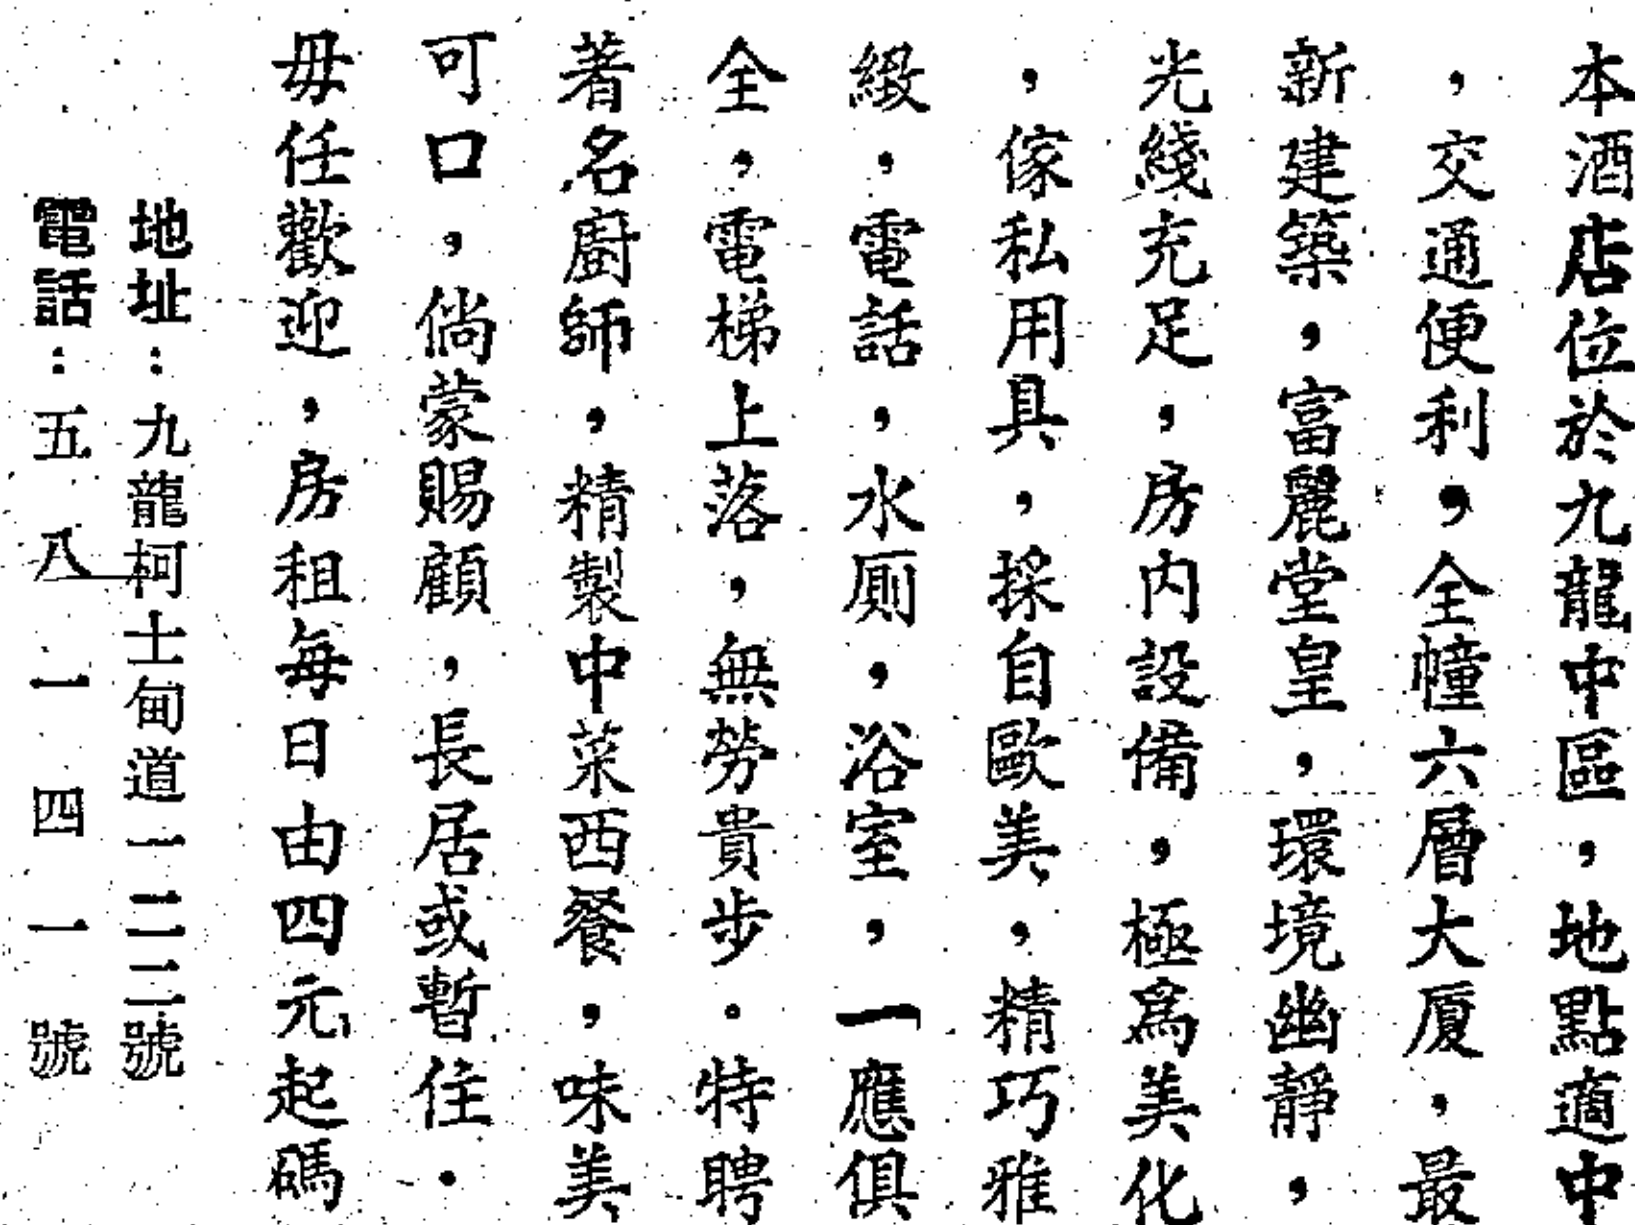 本酒店位於九龍中區，地點適中
，交通便利，全幢六層大厦，最
新建築，富麗堂皇，環境幽靜，
光綫充足，房内設備，極爲美化
，傢私用具，採自歐美，精巧雅
緻，電話，水厠，浴室，一應俱
全，電梯上落，無勞貴步。特聘
著名廚師，精製中菜西餐，味美
可口，倘蒙賜顧，長居或暫住．
毋任歡迎，房租每日由四元起碼
地址：九龍柯士甸道一二二號
電話：五八一四一號